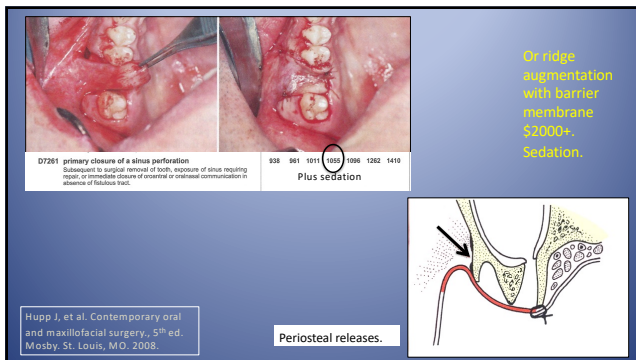 Or ridge
augmentation
with barrier
membrane
$2000+.
Sedation.
D7261 primary closure of a sinus perforation
Subsequent to surgical removal of tooth, exposure of sinus requiring
repair, or immediate closure of oroantral or oralnasal communication in
absence of fistulous tract.
938 961 1011 1055 1096 1262 1410
Plus sedation
Hupp J, et al. Contemporary oral
and maxillofacial surgery., 5th ed.
Mosby. St. Louis, MO. 2008.
Periosteal releases.